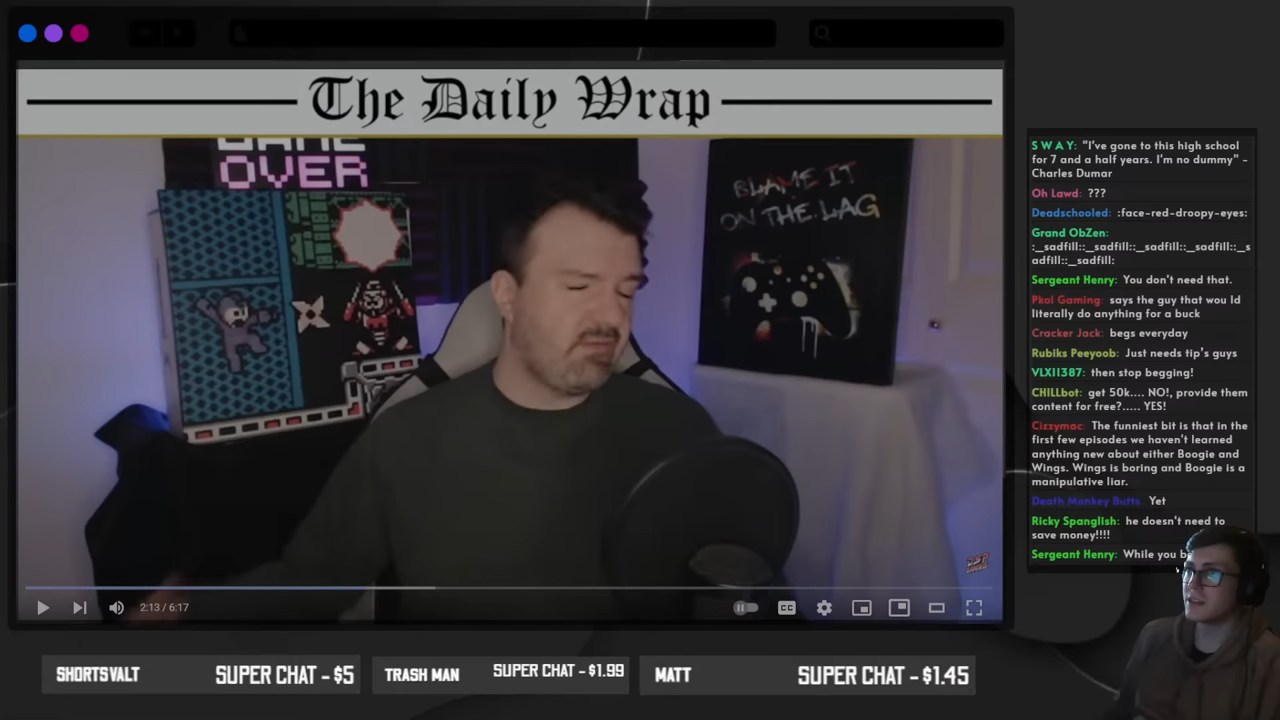 The Daily Wrap
GAME
OVER
BLAME IT
ON THE LAG
2:13 / 6:17
CC
S W A Y: "I've gone to this high school
for 7 and a half years. I'm no dummy" -
Charles Dumar
Oh Lawd: ???
Deadschooled: :face-red-droopy-eyes:
Grand ObZen:
:_sadfill::_sadfill::_sadfill::_sadfill::_s
adfill::_sadfill:
Sergeant Henry: You don't need that.
Pkol Gaming: says the guy that wou ld
literally do anything for a buck
Cracker Jack: begs everyday
Rubiks Peeyoob: Just needs tip's guys
VLXII387: then stop begging!
CHILLbot: get 50k.... NO!, provide them
content for free?..... YES!
Cizzymac: The funniest bit is that in the
first few episodes we haven't learned
anything new about either Boogie and
Wings. Wings is boring and Boogie is a
manipulative liar.
Death Monkey Butts: Yet
Ricky Spanglish: he doesn't need to
save money!!!!
Sergeant Henry: While you
SHORTSVALT SUPER CHAT - $5
TRASH MAN SUPER CHAT - $1.99
MATT SUPER CHAT - $1.45